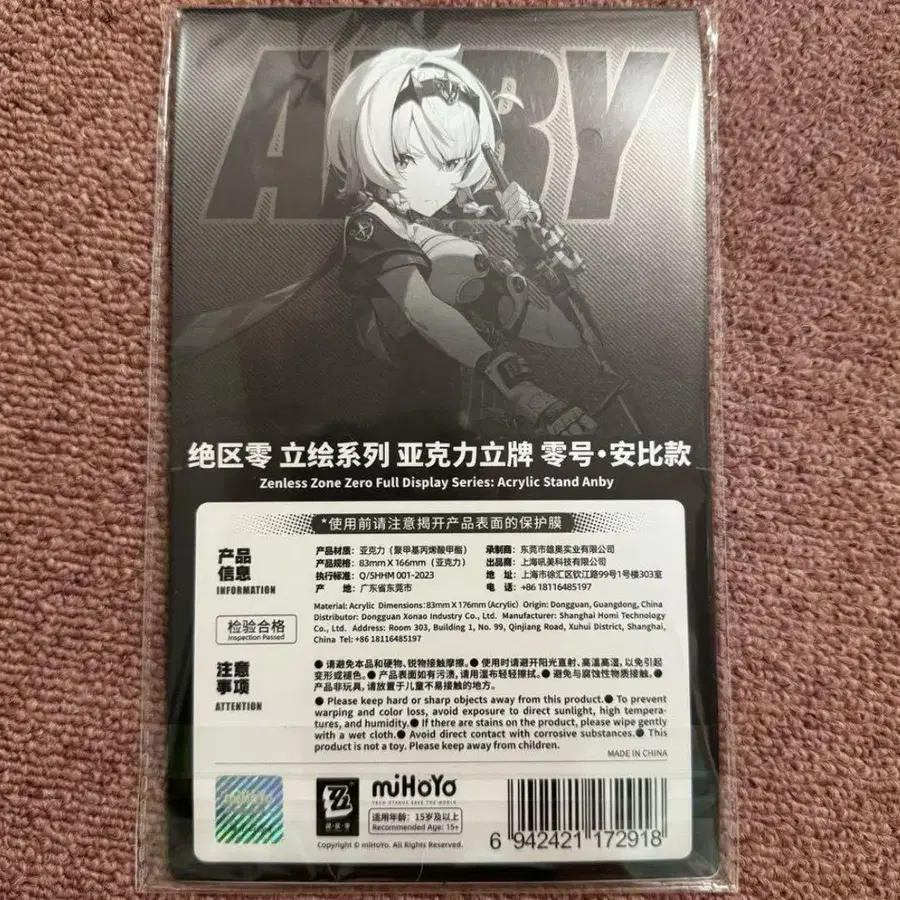 ANBY
绝区零 立绘系列 亚克力立牌 零号·安比款
Zenless Zone Zero Full Display Series: Acrylic Stand Anby
*使用前请注意揭开产品表面的保护膜
产品
信息
INFORMATION
检验合格
Inspection Passed
产品材质：亚克力（聚甲基丙烯酸甲酯）
产品规格：83mm X 166mm（亚克力）
执行标准：Q/SHHM 001-2023
产 地：广东省东莞市
承制商：东莞市雄奥实业有限公司
出品商：上海吼美科技有限公司
地 址：上海市徐汇区钦江路99号1号楼303室
电 话：+86 18116485197
Material: Acrylic Dimensions:83mm X 176mm (Acrylic) Origin: Dongguan, Guangdong, China
Distributor: Dongguan Xonao Industry Co., Ltd. Manufacturer: Shanghai Homi Technology
Co., Ltd. Address: Room 303, Building 1, No. 99, Qinjiang Road, Xuhui District, Shanghai,
China Tel: +86 18116485197
注意
事项
ATTENTION
● 请避免本品和硬物、锐物接触摩擦。● 使用时请避开阳光直射、高温高湿，以免引起
变形或褪色。● 产品表面如有污渍，请用湿布轻轻擦拭。● 避免与腐蚀性物质接触。●
产品非玩具，请放置于儿童不易接触的地方。
● Please keep hard or sharp objects away from this product.● To prevent
warping and color loss, avoid exposure to direct sunlight, high tempera-
tures, and humidity.● If there are stains on the product, please wipe gently
with a wet cloth.● Avoid direct contact with corrosive substances.● This
product is not a toy. Please keep away from children.
MADE IN CHINA
miHoYo
TECH OTAKUS SAVE THE WORLD
适用年龄：15岁及以上
Recommended Age: 15+
Copyright © miHoYo. All Rights Reserved.
6 942421 172918